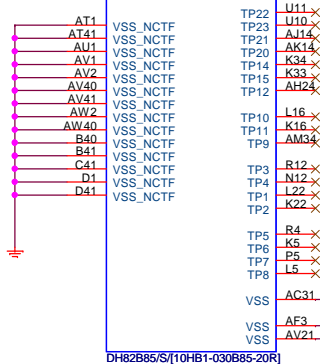 AT1 VSS_NCTF
AT41 VSS_NCTF
AU1 VSS_NCTF
AV1 VSS_NCTF
AV2 VSS_NCTF
AV40 VSS_NCTF
AV41 VSS_NCTF
AW2 VSS_NCTF
AW40 VSS_NCTF
B40 VSS_NCTF
B41 VSS_NCTF
C41 VSS_NCTF
D1 VSS_NCTF
D41 VSS_NCTF
TP22 U11
TP23 U10
TP21 AJ14
TP20 AK14
TP14 K34
TP15 K33
TP12 AH24
TP10 L16
TP11 K16
TP9 AM34
TP3 R12
TP4 N12
TP1 L22
TP2 K22
TP5 R4
TP6 K5
TP7 P5
TP8 L5
VSS AC31
VSS AF3
VSS AV21
DH82B85/S/[10HB1-030B85-20R]